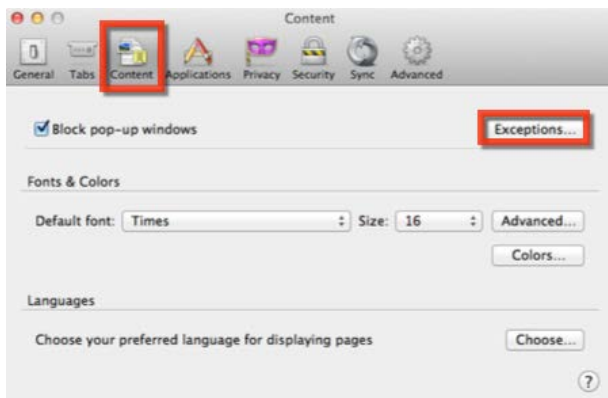 Content
General Tabs Content Applications Privacy Security Sync Advanced
Block pop-up windows Exceptions...
Fonts & Colors
Default font: Times Size: 16 Advanced...
Colors...
Languages
Choose your preferred language for displaying pages Choose...
?